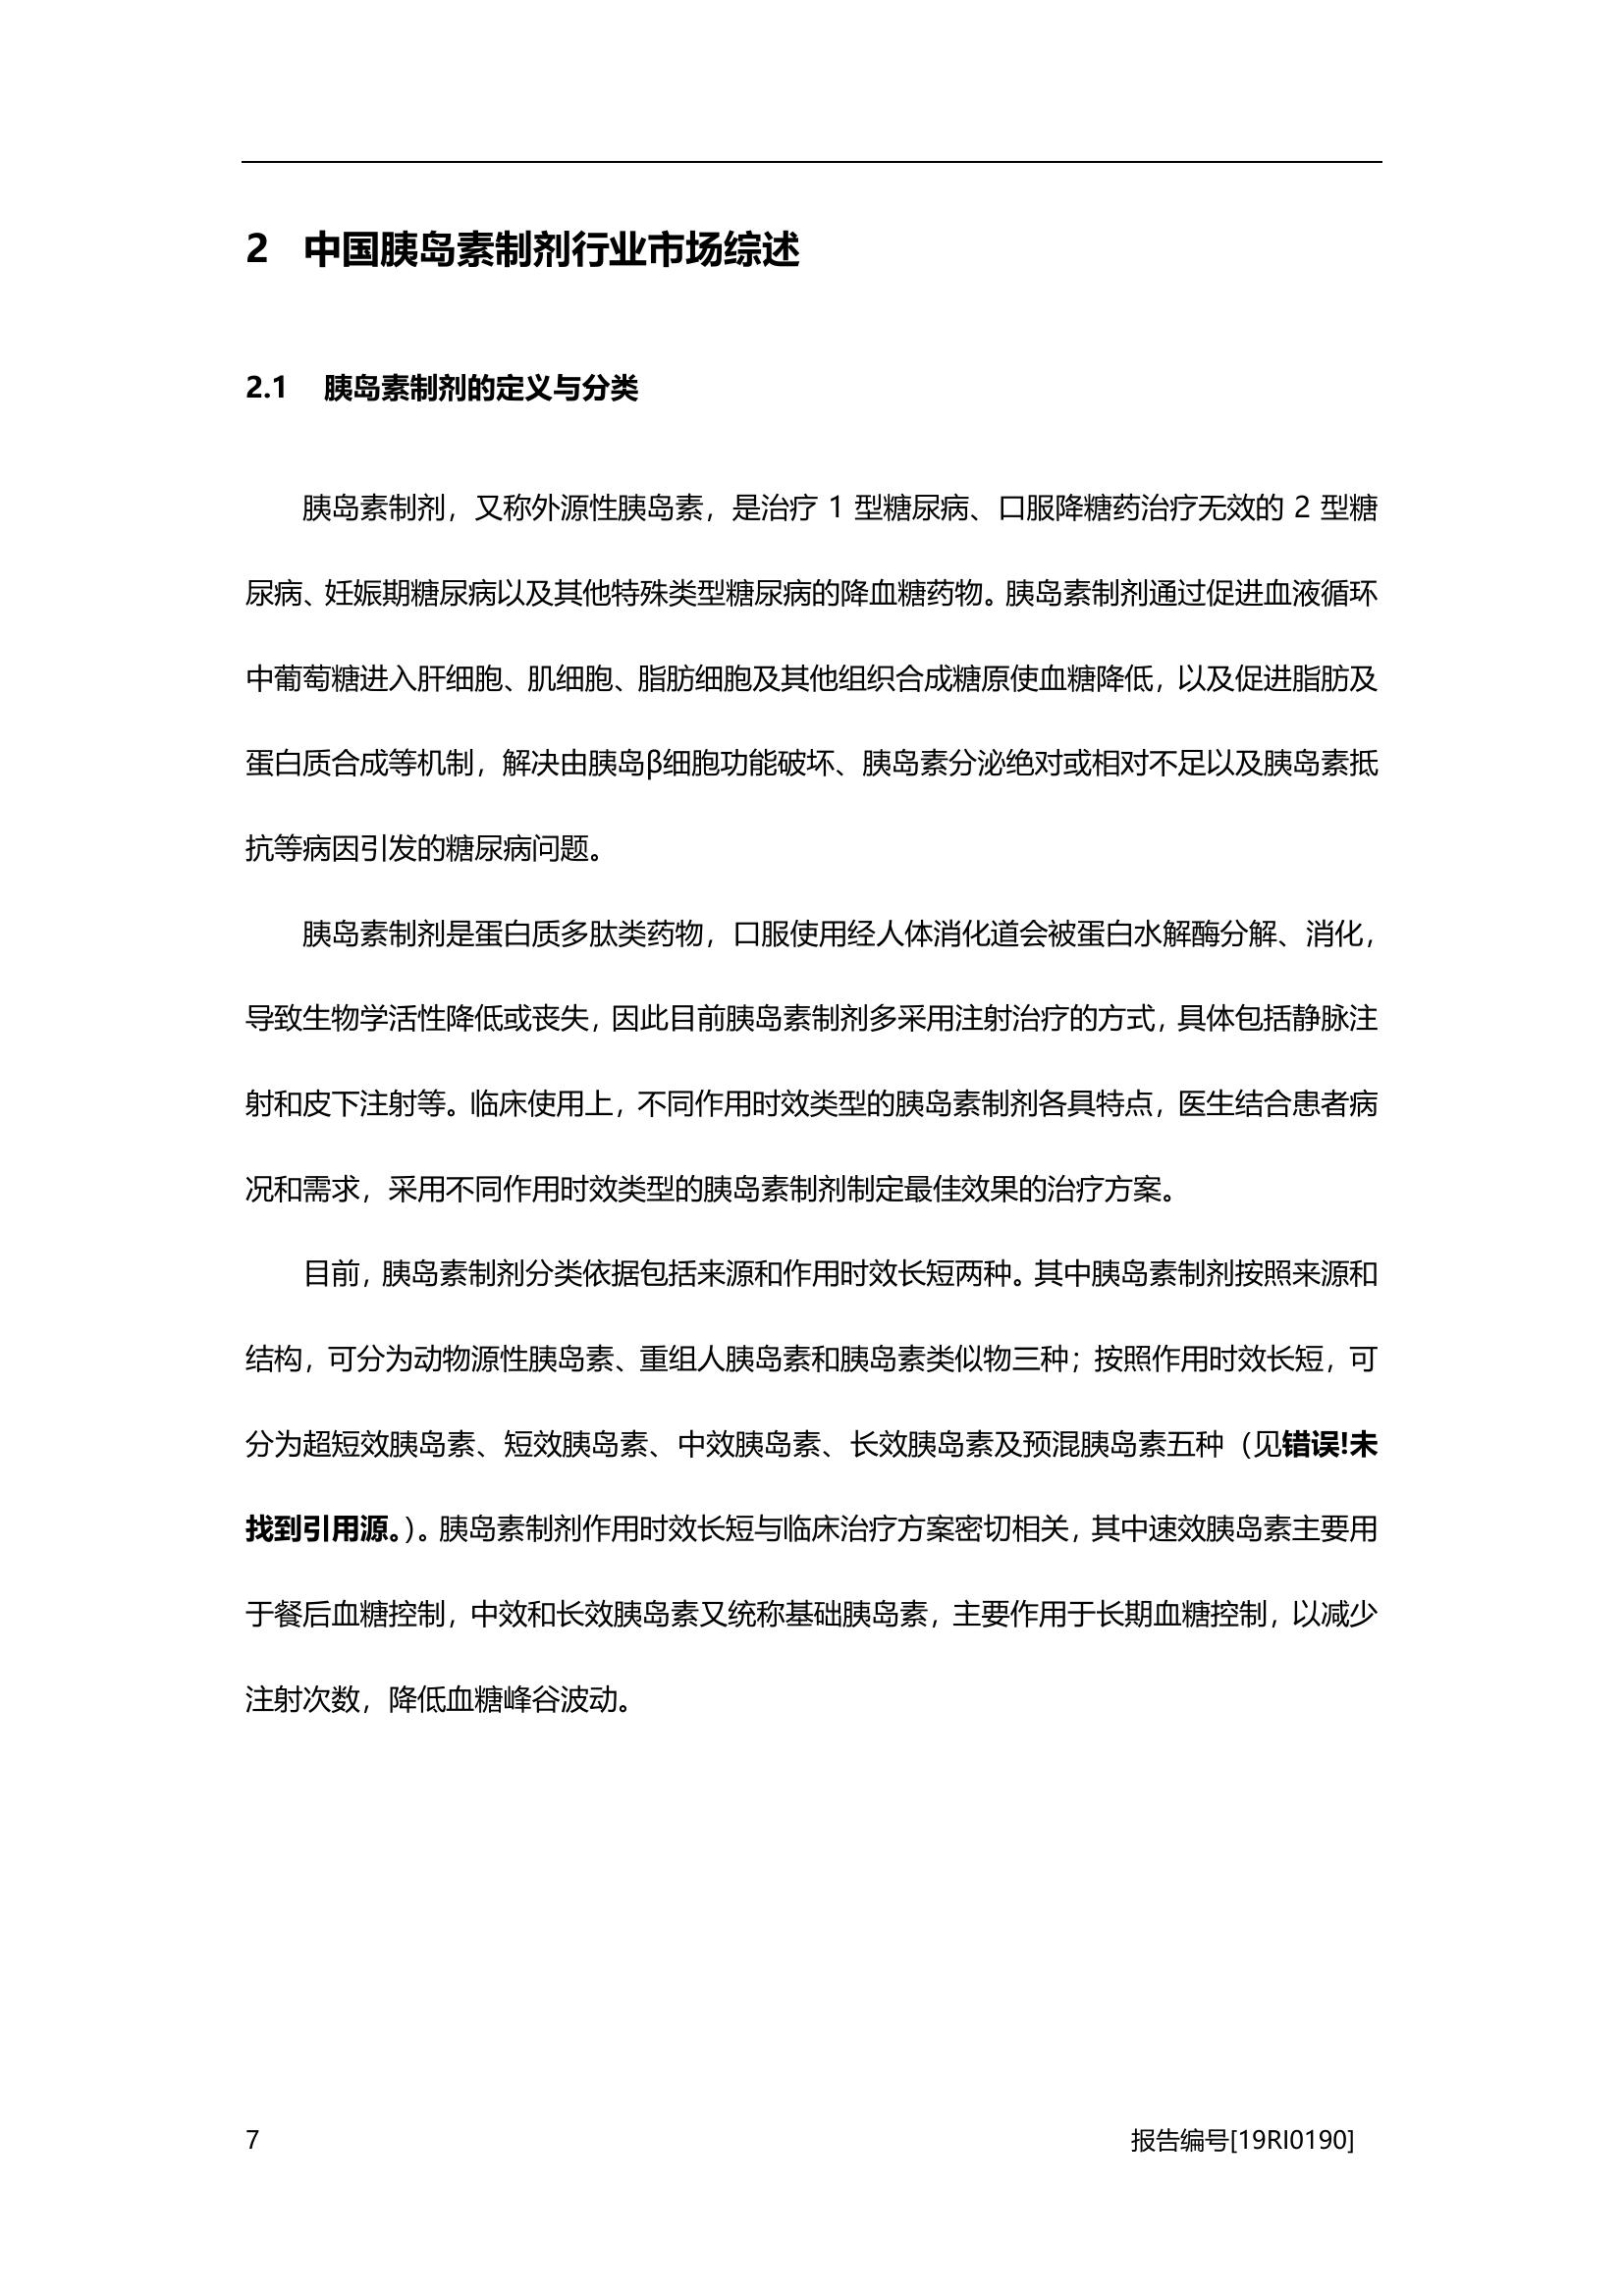 2 中国胰岛素制剂行业市场综述
2.1 胰岛素制剂的定义与分类
胰岛素制剂，又称外源性胰岛素，是治疗 1 型糖尿病、口服降糖药治疗无效的 2 型糖
尿病、妊娠期糖尿病以及其他特殊类型糖尿病的降血糖药物。胰岛素制剂通过促进血液循环
中葡萄糖进入肝细胞、肌细胞、脂肪细胞及其他组织合成糖原使血糖降低，以及促进脂肪及
蛋白质合成等机制，解决由胰岛β细胞功能破坏、胰岛素分泌绝对或相对不足以及胰岛素抵
抗等病因引发的糖尿病问题。
胰岛素制剂是蛋白质多肽类药物，口服使用经人体消化道会被蛋白水解酶分解、消化，
导致生物学活性降低或丧失，因此目前胰岛素制剂多采用注射治疗的方式，具体包括静脉注
射和皮下注射等。临床使用上，不同作用时效类型的胰岛素制剂各具特点，医生结合患者病
况和需求，采用不同作用时效类型的胰岛素制剂制定最佳效果的治疗方案。
目前，胰岛素制剂分类依据包括来源和作用时效长短两种。其中胰岛素制剂按照来源和
结构，可分为动物源性胰岛素、重组人胰岛素和胰岛素类似物三种；按照作用时效长短，可
分为超短效胰岛素、短效胰岛素、中效胰岛素、长效胰岛素及预混胰岛素五种（见错误!未
找到引用源。）。胰岛素制剂作用时效长短与临床治疗方案密切相关，其中速效胰岛素主要用
于餐后血糖控制，中效和长效胰岛素又统称基础胰岛素，主要作用于长期血糖控制，以减少
注射次数，降低血糖峰谷波动。
7 报告编号[19RI0190]